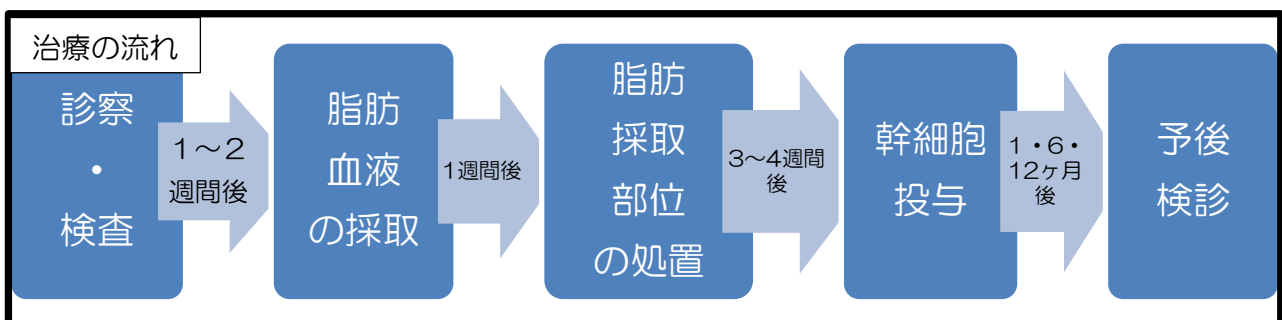 治療の流れ
診察
・
検査
１～２
週間後
脂肪
血液
の採取
1週間後
脂肪
採取
部位
の処置
3～4週間
後
幹細胞
投与
１・６・
12ヶ月
後
予後
検診